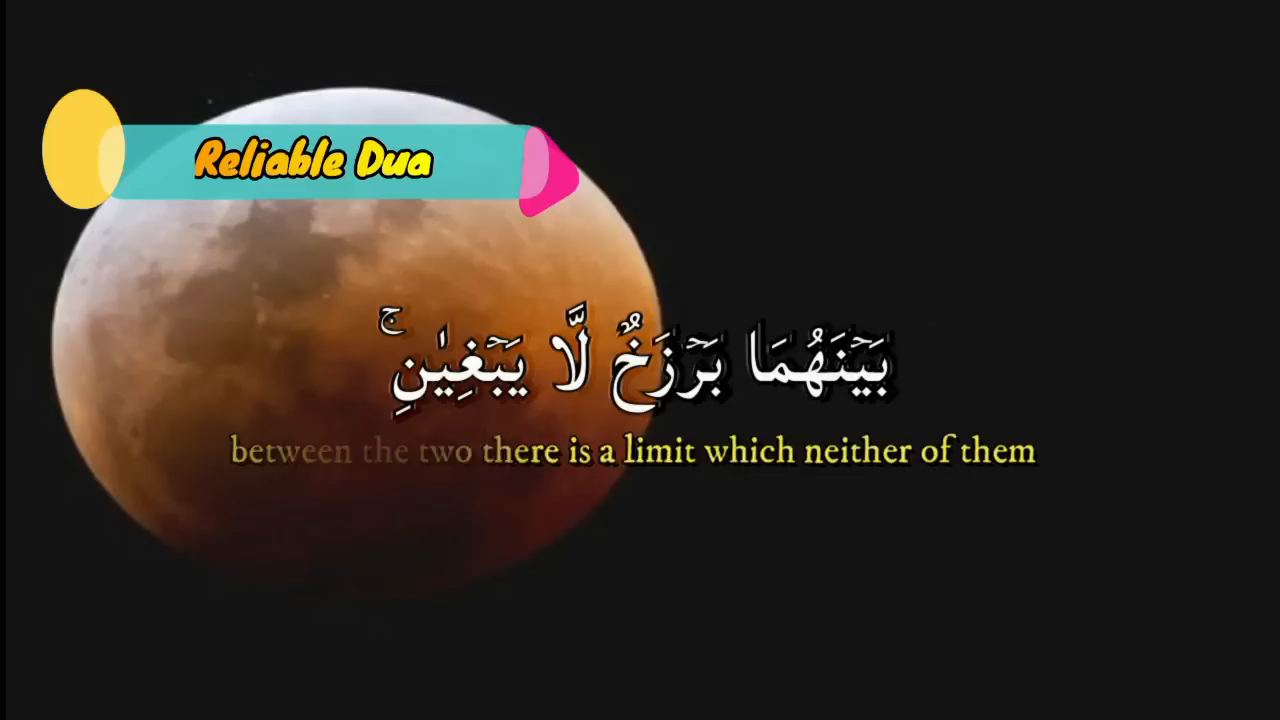 Reliable Dua
بَيْنَهُمَا بَرْزَخٌ لَّا يَبْغِيٰنِ ۚ
between the two there is a limit which neither of them